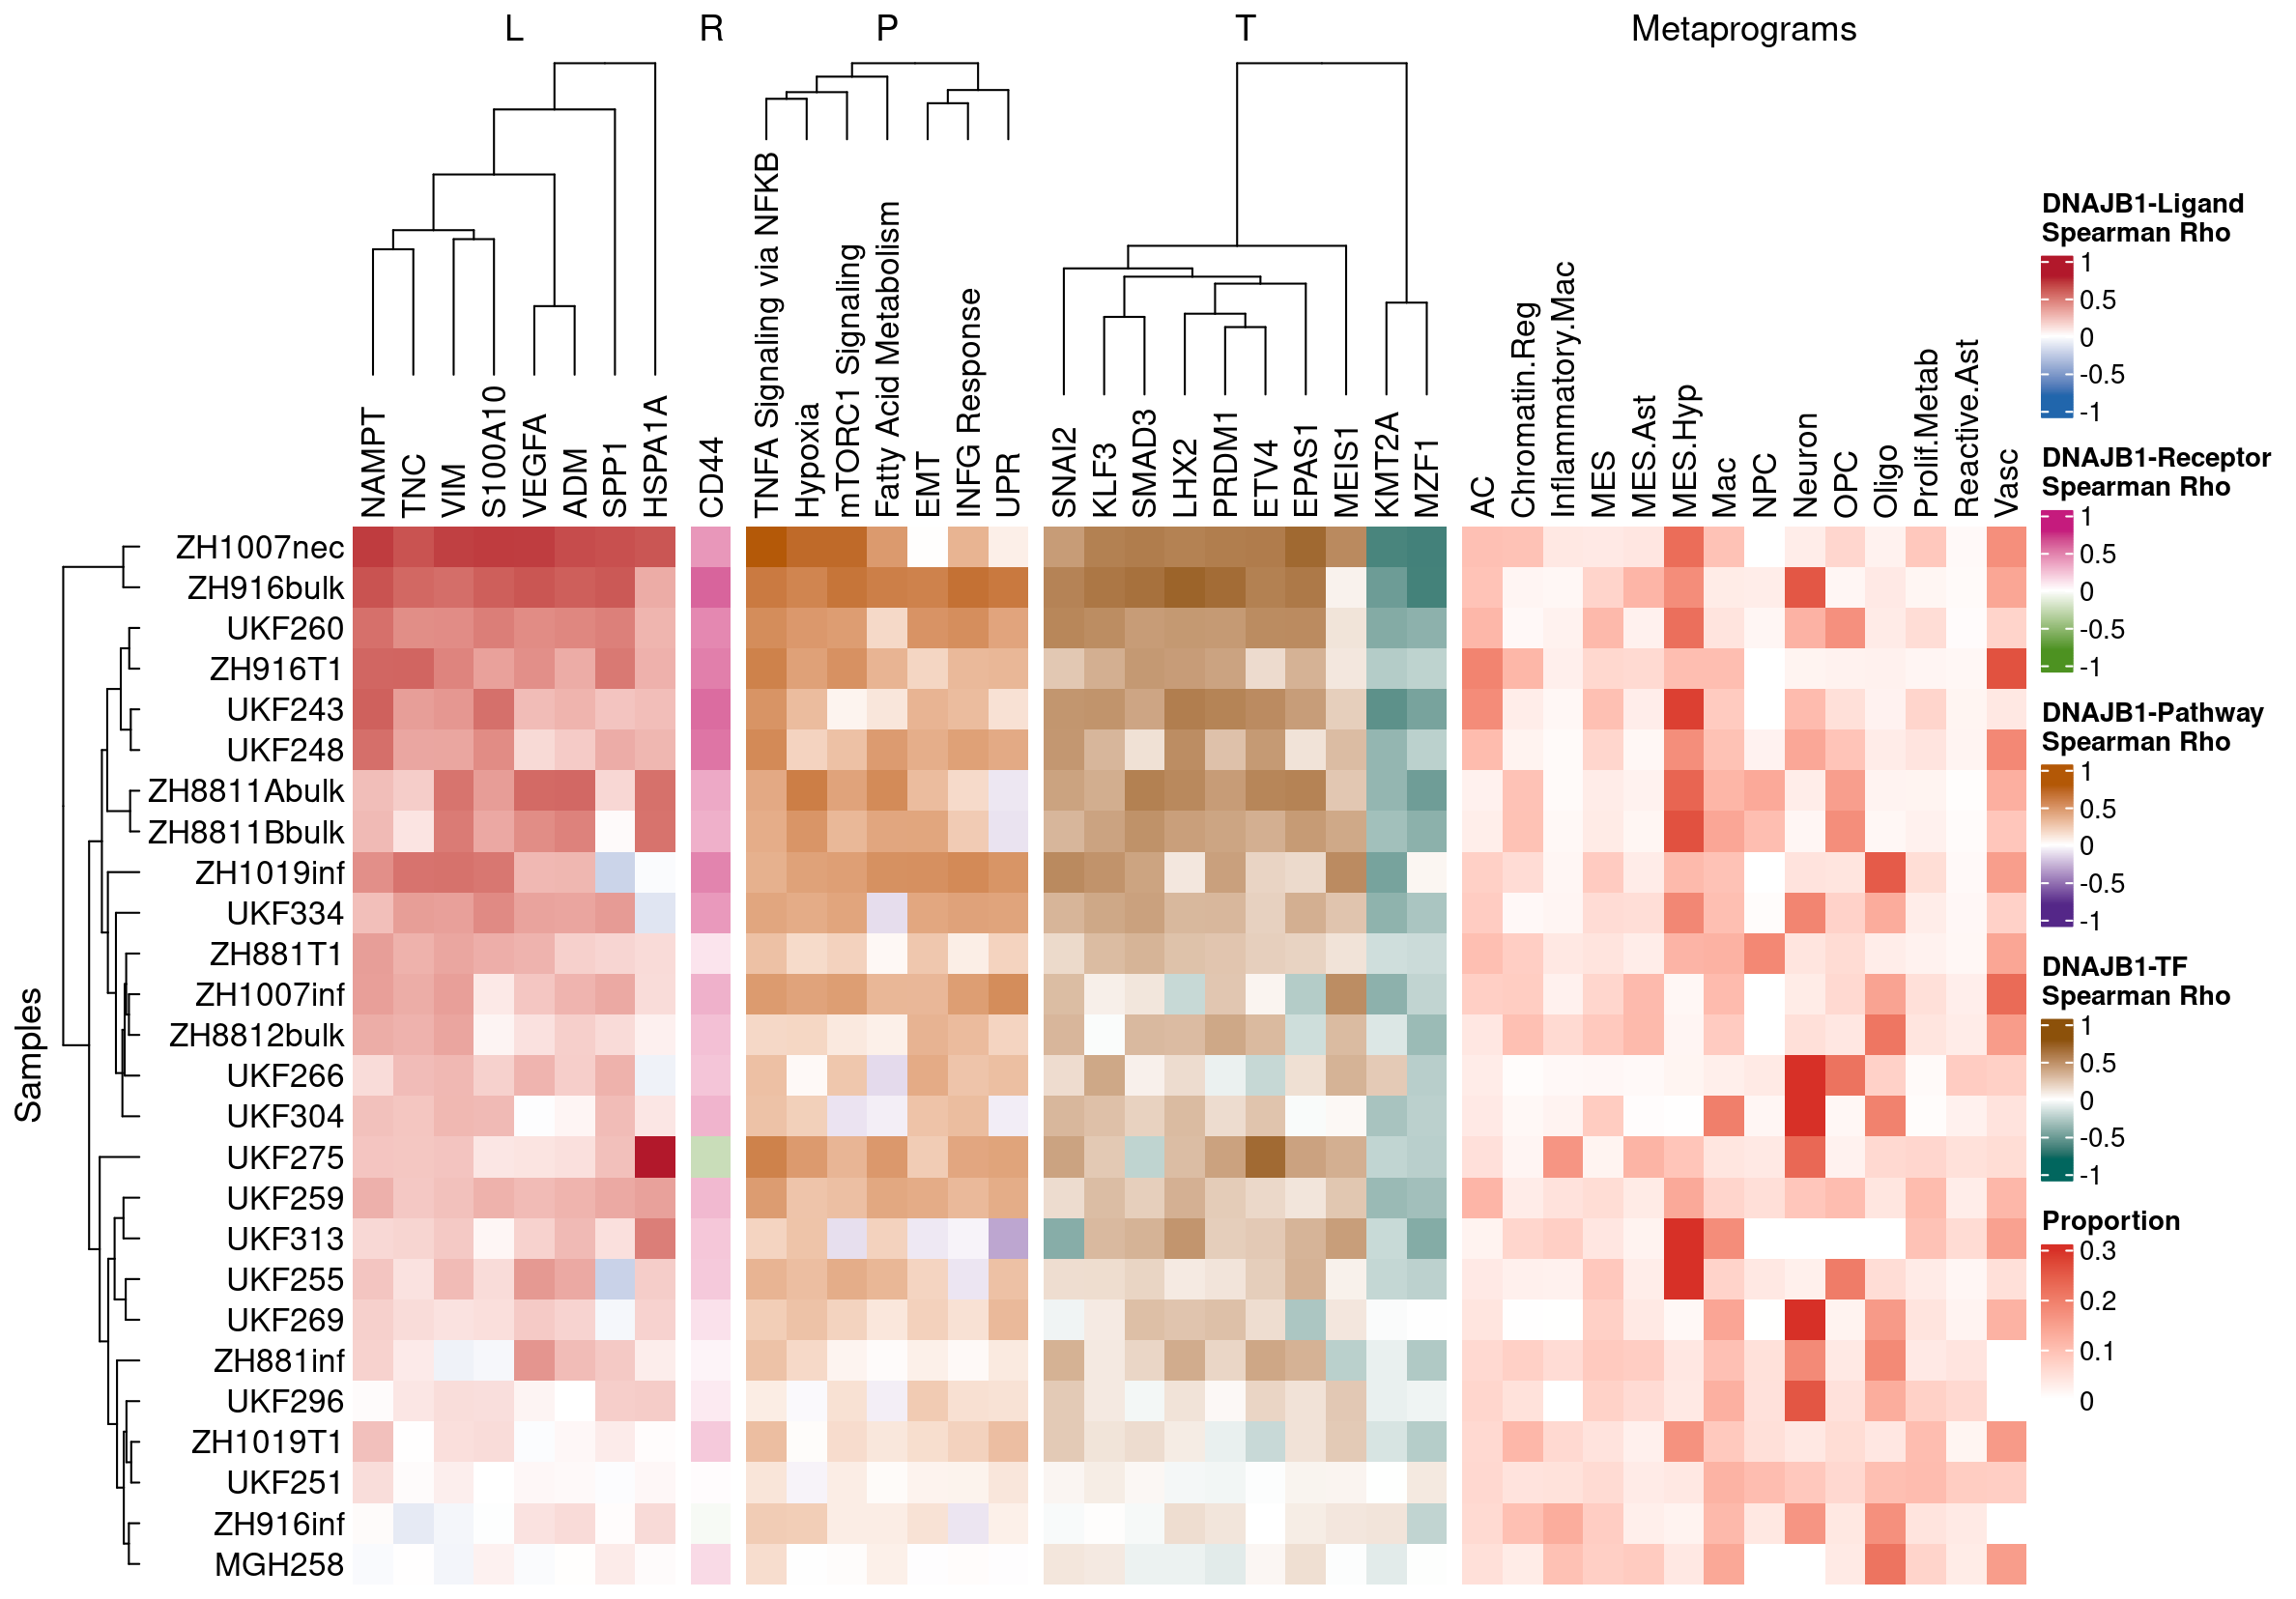 L
R
P
T
Metaprograms
NAMPT
TNC
VIM
S100A10
VEGFA
ADM
SPP1
HSPA1A
CD44
TNFA Signaling via NFKB
Hypoxia
mTORC1 Signaling
Fatty Acid Metabolism
EMT
INFG Response
UPR
SNAI2
KLF3
SMAD3
LHX2
PRDM1
ETV4
EPAS1
MEIS1
KMT2A
MZF1
AC
Chromatin.Reg
Inflammatory.Mac
MES
MES.Ast
MES.Hyp
Mac
NPC
Neuron
OPC
Oligo
Prolif.Metab
Reactive.Ast
Vasc
Samples
ZH1007nec
ZH916bulk
UKF260
ZH916T1
UKF243
UKF248
ZH8811Abulk
ZH8811Bbulk
ZH1019inf
UKF334
ZH881T1
ZH1007inf
ZH8812bulk
UKF266
UKF304
UKF275
UKF259
UKF313
UKF255
UKF269
ZH881inf
UKF296
ZH1019T1
UKF251
ZH916inf
MGH258
DNAJB1-Ligand
Spearman Rho
1
0.5
0
-0.5
-1
DNAJB1-Receptor
Spearman Rho
1
0.5
0
-0.5
-1
DNAJB1-Pathway
Spearman Rho
1
0.5
0
-0.5
-1
DNAJB1-TF
Spearman Rho
1
0.5
0
-0.5
-1
Proportion
0.3
0.2
0.1
0